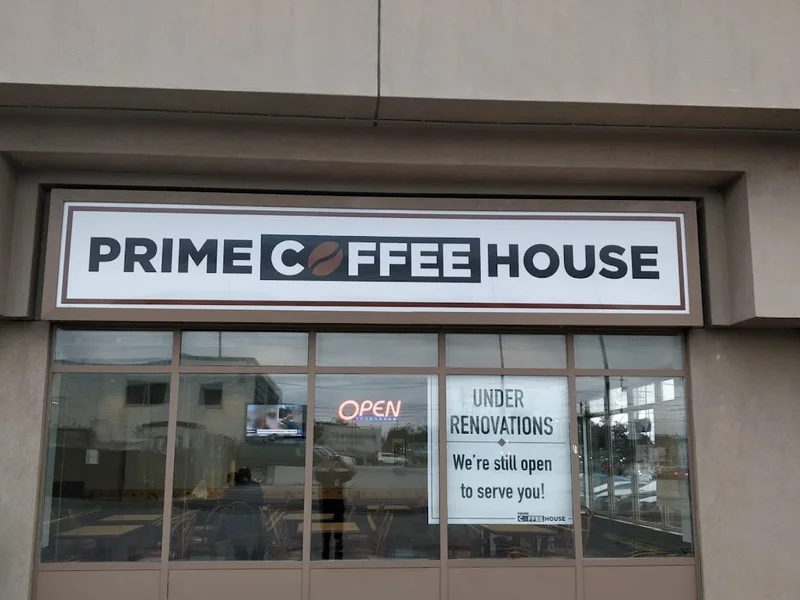 PRIME COFFEE HOUSE
OPEN
UNDER
RENOVATIONS
We're still open
to serve you!
PRIME
COFFEE HOUSE